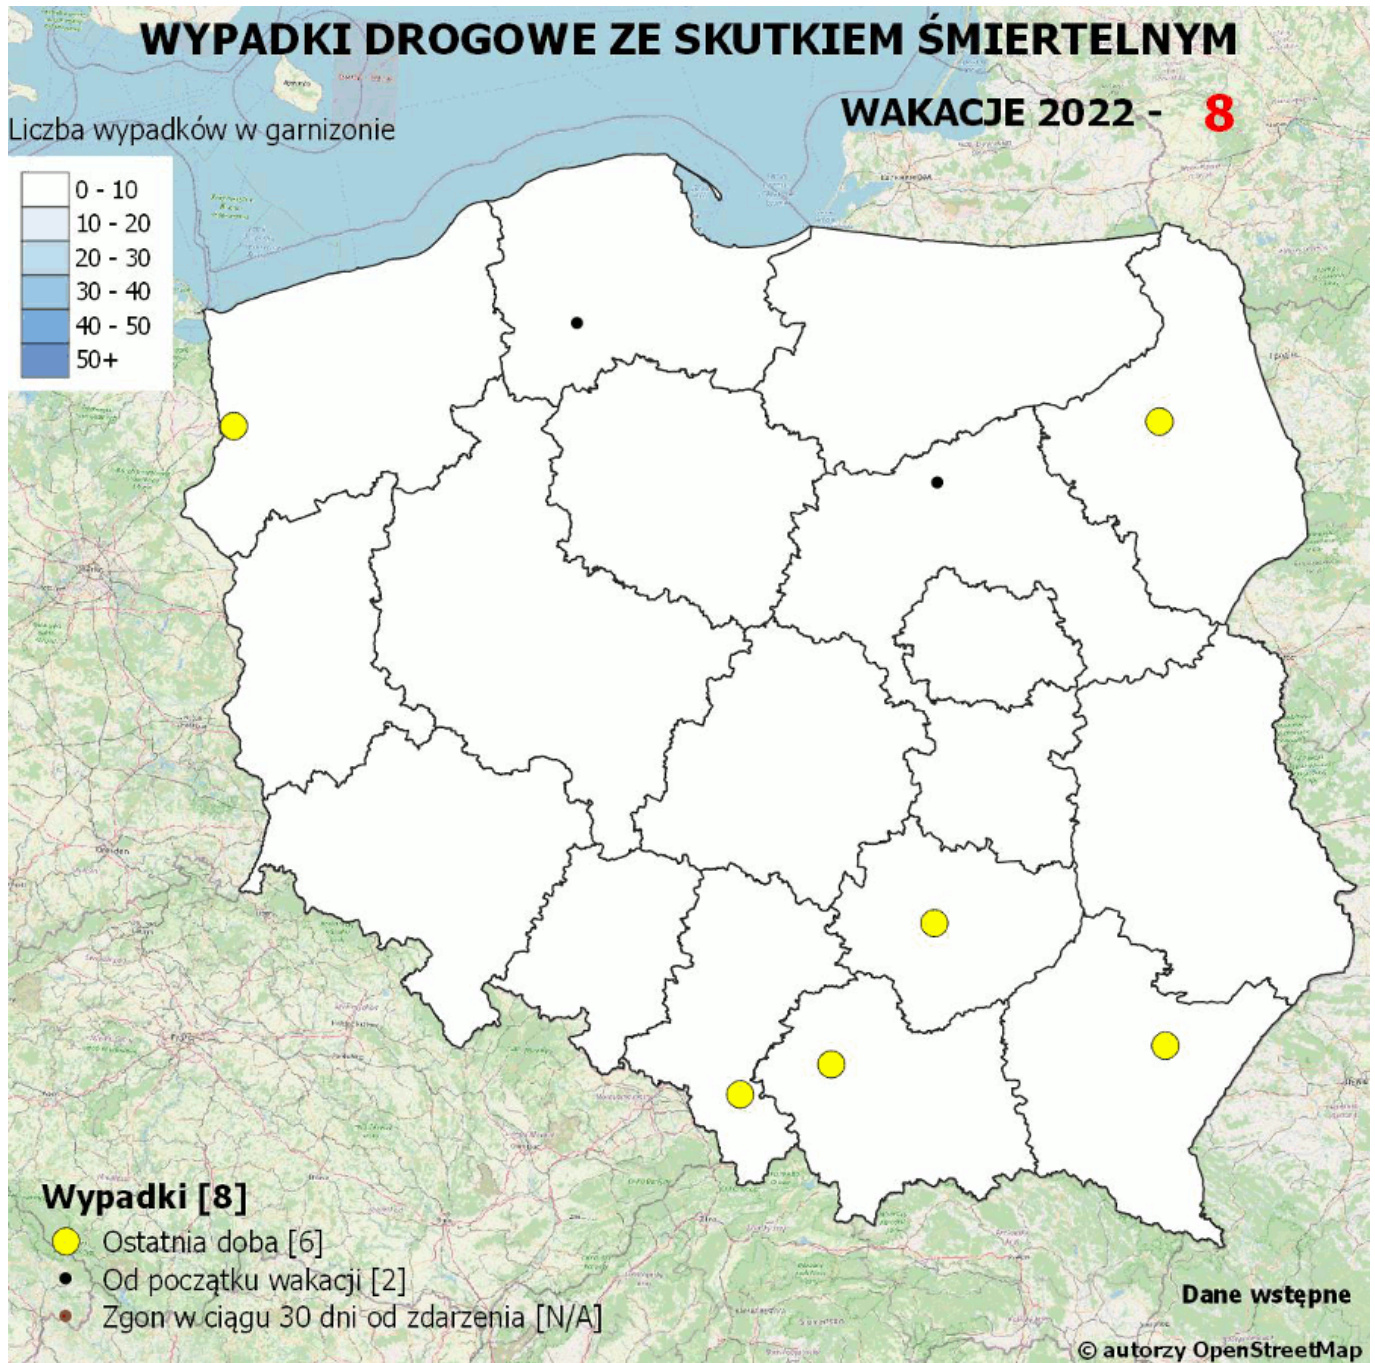 WYPADKI DROGOWE ZE SKUTKIEM ŚMIERTELNYM
WAKACJE 2022 - 8
Liczba wypadków w garnizonie
0 - 10
10 - 20
20 - 30
30 - 40
40 - 50
50+
Wypadki [8]
Ostatnia doba [6]
Od początku wakacji [2]
Zgon w ciągu 30 dni od zdarzenia [N/A]
Dane wstępne
© autorzy OpenStreetMap